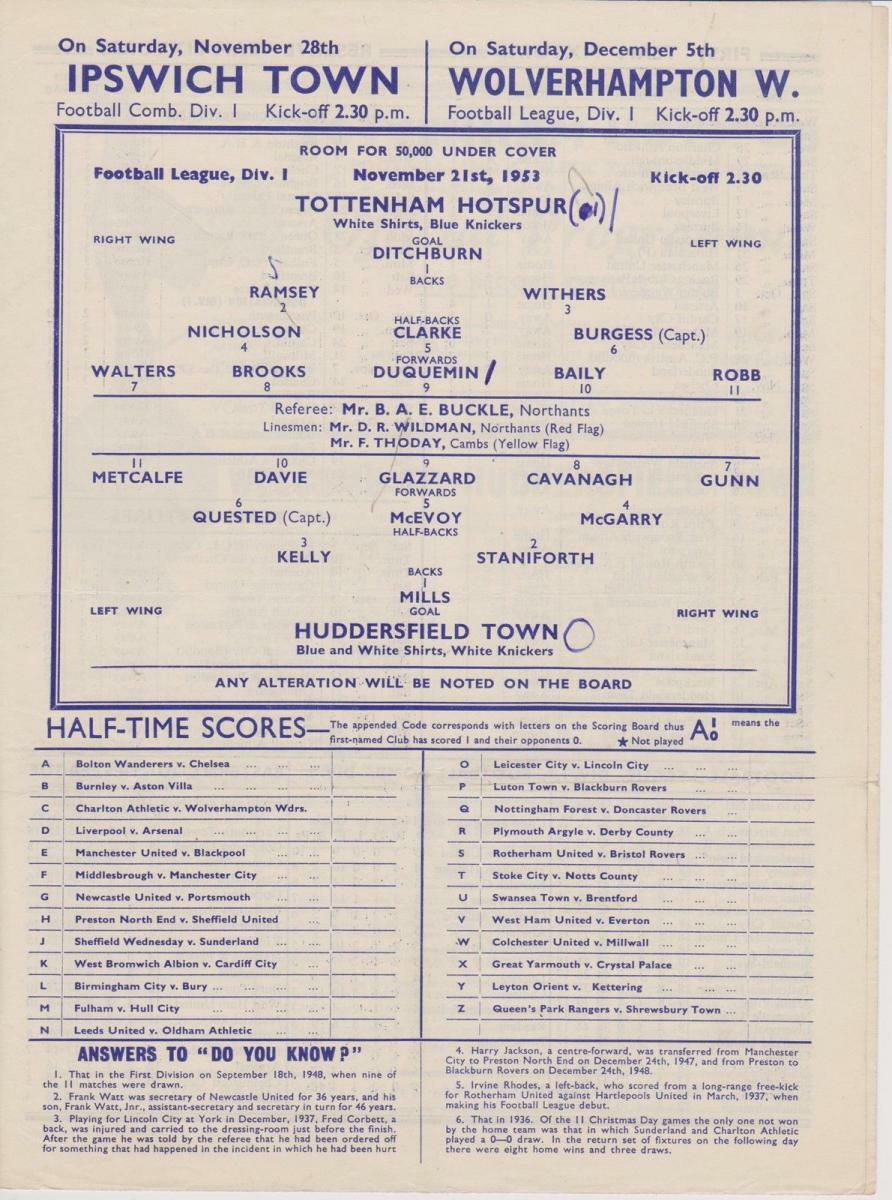 On Saturday, November 28th
IPSWICH TOWN
Football Comb. Div. 1 Kick-off 2.30 p.m.
On Saturday, December 5th
WOLVERHAMPTON W.
Football League, Div. 1 Kick-off 2.30 p.m.
ROOM FOR 50,000 UNDER COVER
Football League, Div. 1 November 21st, 1953 Kick-off 2.30
TOTTENHAM HOTSPUR
White Shirts, Blue Knickers
RIGHT WING GOAL LEFT WING
DITCHBURN
1
BACKS
5
RAMSEY WITHERS
2 3
HALF-BACKS
NICHOLSON CLARKE BURGESS (Capt.)
4 5 6
FORWARDS
WALTERS BROOKS DUQUEMIN / BAILY ROBB
7 8 9 10 11
Referee: Mr. B. A. E. BUCKLE, Northants
Linesmen: Mr. D. R. WILDMAN, Northants (Red Flag)
Mr. F. THODAY, Cambs (Yellow Flag)
11 10 9 8 7
METCALFE DAVIE GLAZZARD CAVANAGH GUNN
FORWARDS
6 5 4
QUESTED (Capt.) McEVOY McGARRY
HALF-BACKS
3 2
KELLY STANIFORTH
BACKS
1
MILLS
LEFT WING GOAL RIGHT WING
HUDDERSFIELD TOWN 0
Blue and White Shirts, White Knickers
ANY ALTERATION WILL BE NOTED ON THE BOARD
HALF-TIME SCORES—The appended Code corresponds with letters on the Scoring Board thus A 1 0 means the
first-named Club has scored 1 and their opponents 0. ★ Not played
A Bolton Wanderers v. Chelsea ... ... ...
B Burnley v. Aston Villa ... ... ... ...
C Charlton Athletic v. Wolverhampton Wdrs.
D Liverpool v. Arsenal ... ... ... ...
E Manchester United v. Blackpool ... ...
F Middlesbrough v. Manchester City ... ...
G Newcastle United v. Portsmouth ... ...
H Preston North End v. Sheffield United ...
J Sheffield Wednesday v. Sunderland ... ...
K West Bromwich Albion v. Cardiff City ...
L Birmingham City v. Bury ... ... ... ...
M Fulham v. Hull City ... ... ... ...
N Leeds United v. Oldham Athletic ... ...
O Leicester City v. Lincoln City ... ... ...
P Luton Town v. Blackburn Rovers ... ...
Q Nottingham Forest v. Doncaster Rovers ...
R Plymouth Argyle v. Derby County ... ...
S Rotherham United v. Bristol Rovers ... ...
T Stoke City v. Notts County ... ... ...
U Swansea Town v. Brentford ... ... ...
V West Ham United v. Everton ... ... ...
W Colchester United v. Millwall ... ... ...
X Great Yarmouth v. Crystal Palace ... ...
Y Leyton Orient v. Kettering ... ... ...
Z Queen's Park Rangers v. Shrewsbury Town ...
ANSWERS TO "DO YOU KNOW?"
1. That in the First Division on September 18th, 1948, when nine of
the 11 matches were drawn.
2. Frank Watt was secretary of Newcastle United for 36 years, and his
son, Frank Watt, Jnr., assistant-secretary and secretary in turn for 46 years.
3. Playing for Lincoln City at York in December, 1937, Fred Corbett, a
back, was injured and carried to the dressing-room just before the finish.
After the game he was told by the referee that he had been ordered off
for something that had happened in the incident in which he had been hurt
4. Harry Jackson, a centre-forward, was transferred from Manchester
City to Preston North End on December 24th, 1947, and from Preston to
Blackburn Rovers on December 24th, 1948.
5. Irvine Rhodes, a left-back, who scored from a long-range free-kick
for Rotherham United against Hartlepools United in March, 1937, when
making his Football League debut.
6. That in 1936. Of the 11 Christmas Day games the only one not won
by the home team was that in which Sunderland and Charlton Athletic
played a 0—0 draw. In the return set of fixtures on the following day
there were eight home wins and three draws.